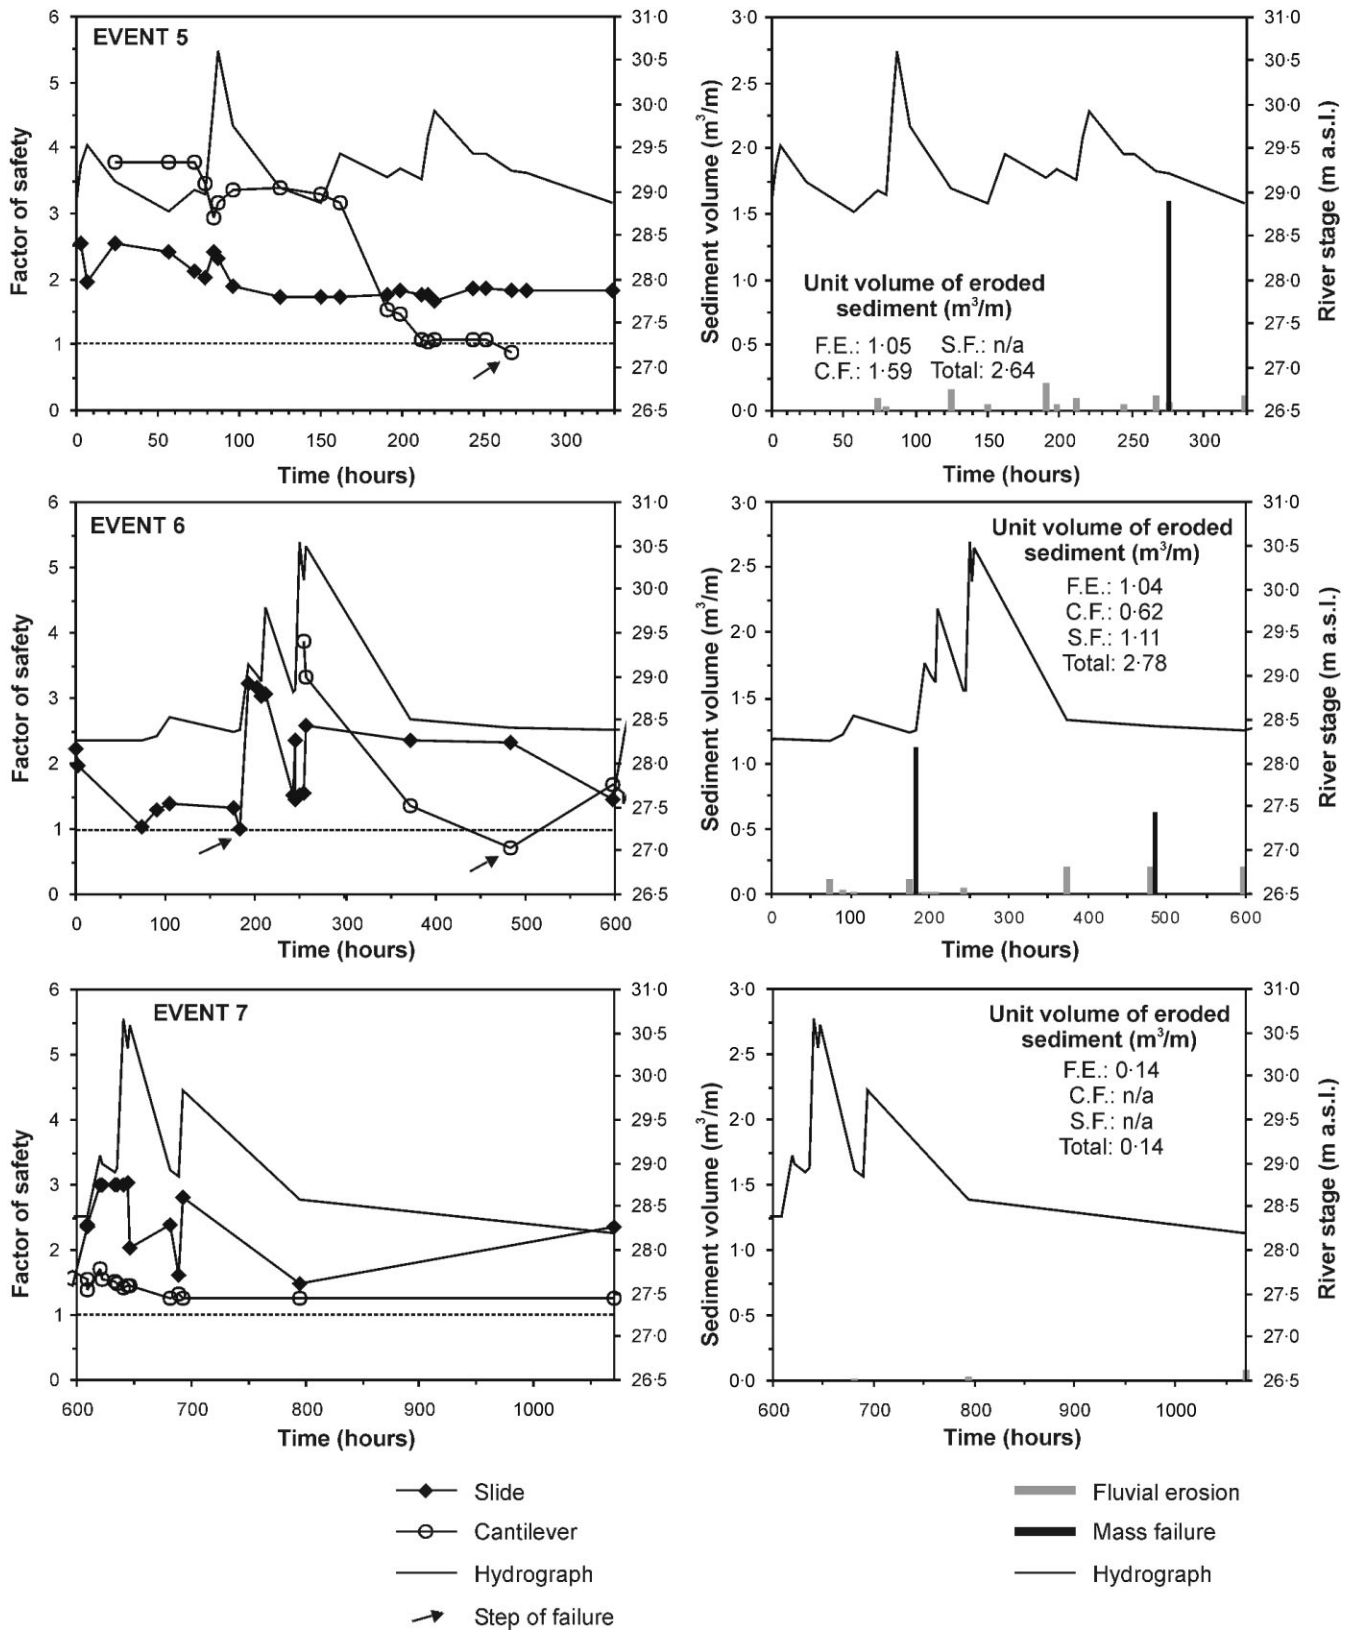 EVENT 5
Factor of safety
6
5
4
3
2
1
0
31·0
30·5
30·0
29·5
29·0
28·5
28·0
27·5
27·0
26·5
0 50 100 150 200 250 300
Time (hours)
Sediment volume (m³/m)
3·0
2·5
2·0
1·5
1·0
0·5
0·0
Unit volume of eroded
sediment (m³/m)
F.E.: 1·05 S.F.: n/a
C.F.: 1·59 Total: 2·64
31·0
30·5
30·0
29·5
29·0
28·5
28·0
27·5
27·0
26·5
River stage (m a.s.l.)
0 50 100 150 200 250 300
Time (hours)
EVENT 6
Factor of safety
6
5
4
3
2
1
0
31·0
30·5
30·0
29·5
29·0
28·5
28·0
27·5
27·0
26·5
0 100 200 300 400 500 600
Time (hours)
Sediment volume (m³/m)
3·0
2·5
2·0
1·5
1·0
0·5
0·0
Unit volume of eroded
sediment (m³/m)
F.E.: 1·04
C.F.: 0·62
S.F.: 1·11
Total: 2·78
31·0
30·5
30·0
29·5
29·0
28·5
28·0
27·5
27·0
26·5
River stage (m a.s.l.)
0 100 200 300 400 500 600
Time (hours)
EVENT 7
Factor of safety
6
5
4
3
2
1
0
31·0
30·5
30·0
29·5
29·0
28·5
28·0
27·5
27·0
26·5
600 700 800 900 1000
Time (hours)
Sediment volume (m³/m)
3·0
2·5
2·0
1·5
1·0
0·5
0·0
Unit volume of eroded
sediment (m³/m)
F.E.: 0·14
C.F.: n/a
S.F.: n/a
Total: 0·14
31·0
30·5
30·0
29·5
29·0
28·5
28·0
27·5
27·0
26·5
River stage (m a.s.l.)
600 700 800 900 1000
Time (hours)
Slide
Cantilever
Hydrograph
Step of failure
Fluvial erosion
Mass failure
Hydrograph